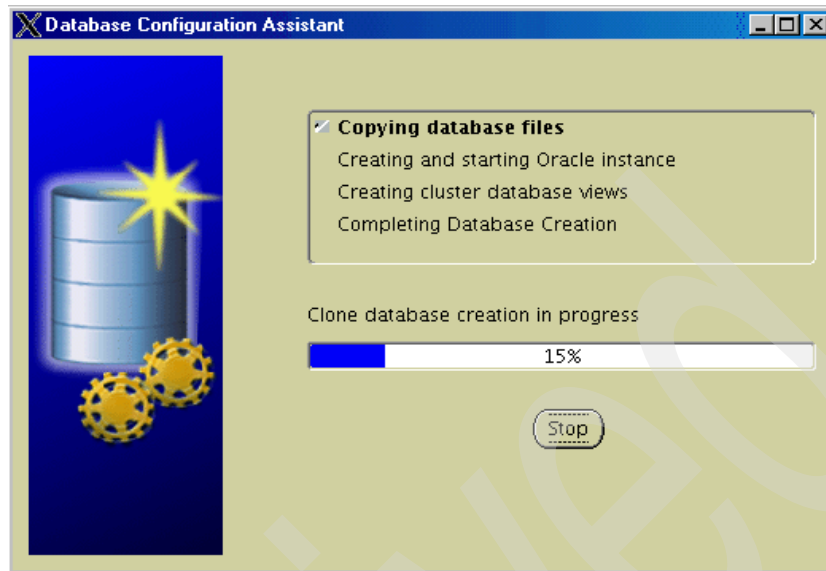 Database Configuration Assistant
Copying database files
Creating and starting Oracle instance
Creating cluster database views
Completing Database Creation
Clone database creation in progress
15%
Stop